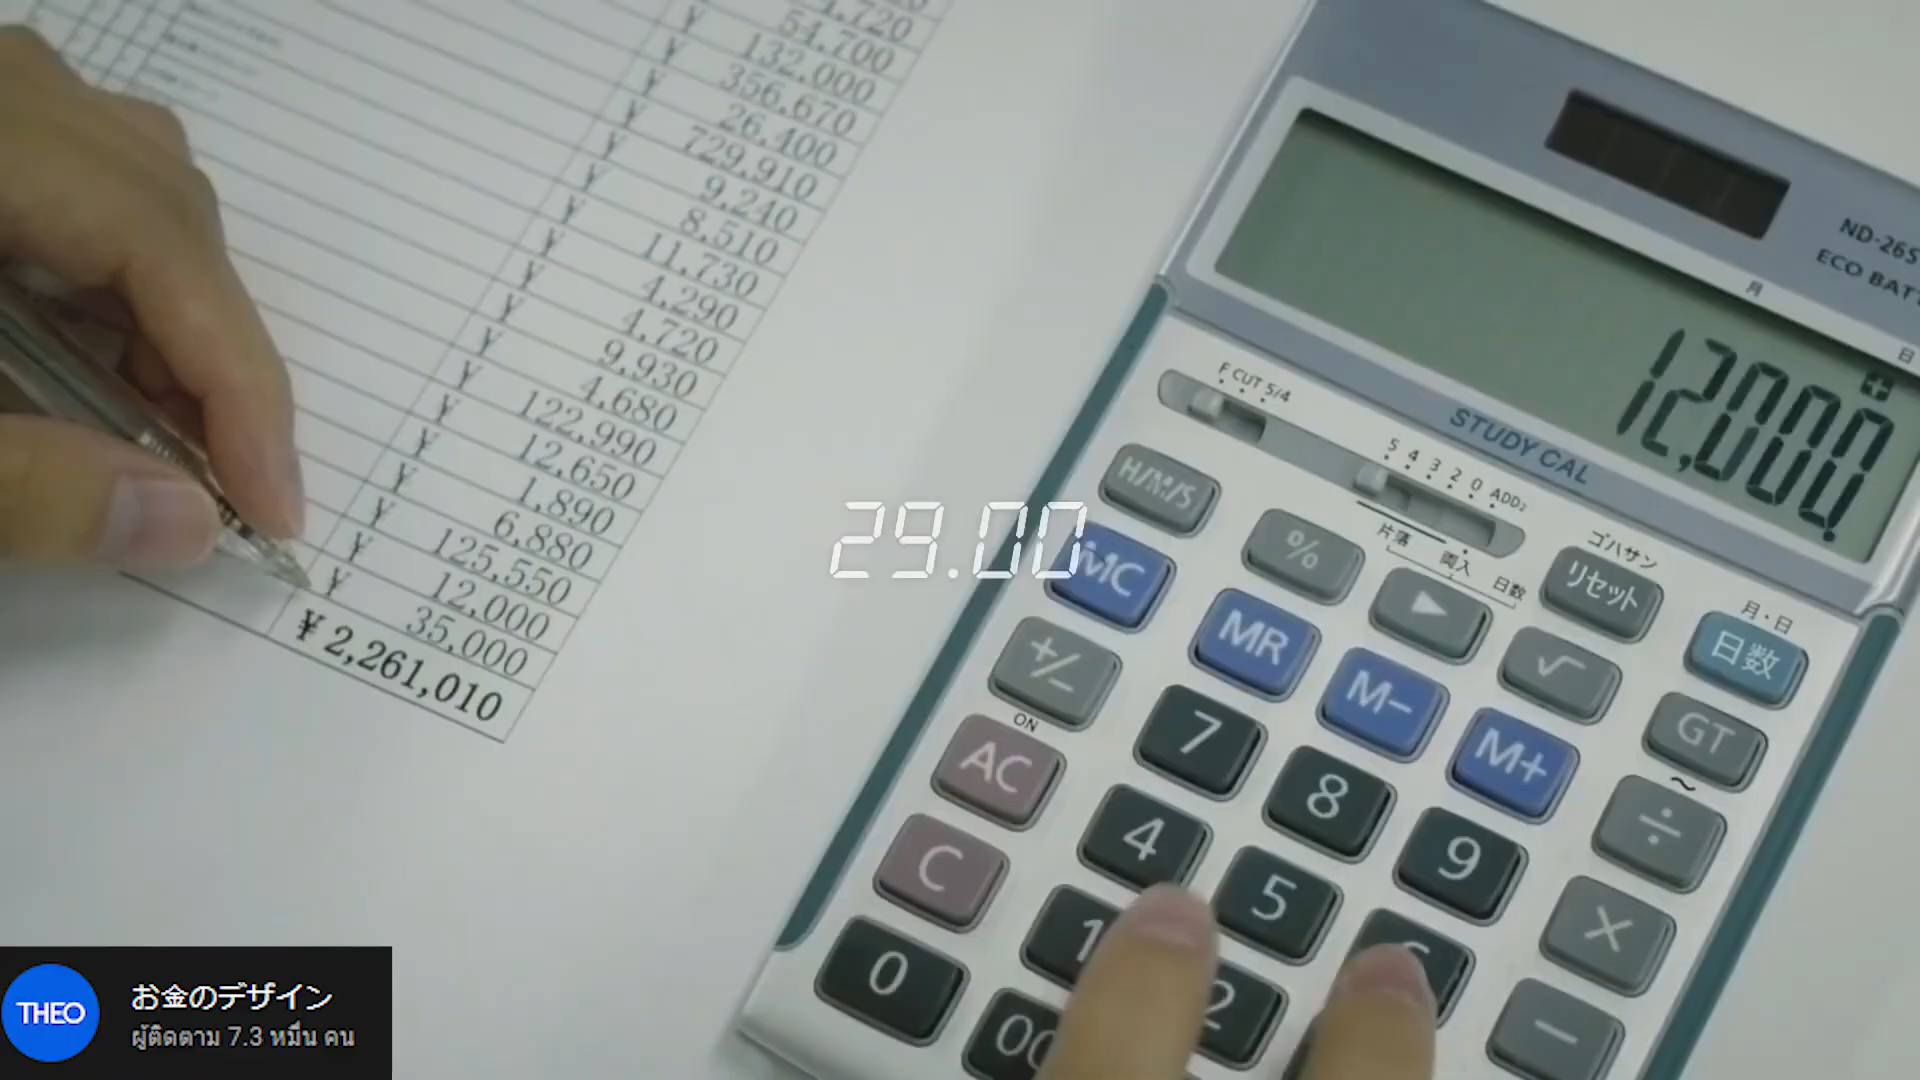 ¥ 54,700
¥ 132,000
¥ 356,670
¥ 26,400
¥ 729,910
¥ 9,240
¥ 8,510
¥ 11,730
¥ 4,290
¥ 4,720
¥ 9,930
¥ 4,680
¥ 122,990
¥ 12,650
¥ 1,890
¥ 6,880
¥ 125,550
¥ 12,000
¥ 35,000
¥ 2,261,010
29.00
ND-26S
ECO BAT
月
日
12,000.
STUDY CAL
F CUT 5/4
5 4 3 2 0 ADD₂
片落 両入 日数
ゴハサン
月・日
H/M/S % ▶ リセット 日数
MC MR M− M+ √ GT
+/−
ON
AC 7 8 9 ÷
~
C 4 5 6 ×
0 1 2 −
00
THEO
お金のデザイン
ผู้ติดตาม 7.3 หมื่น คน